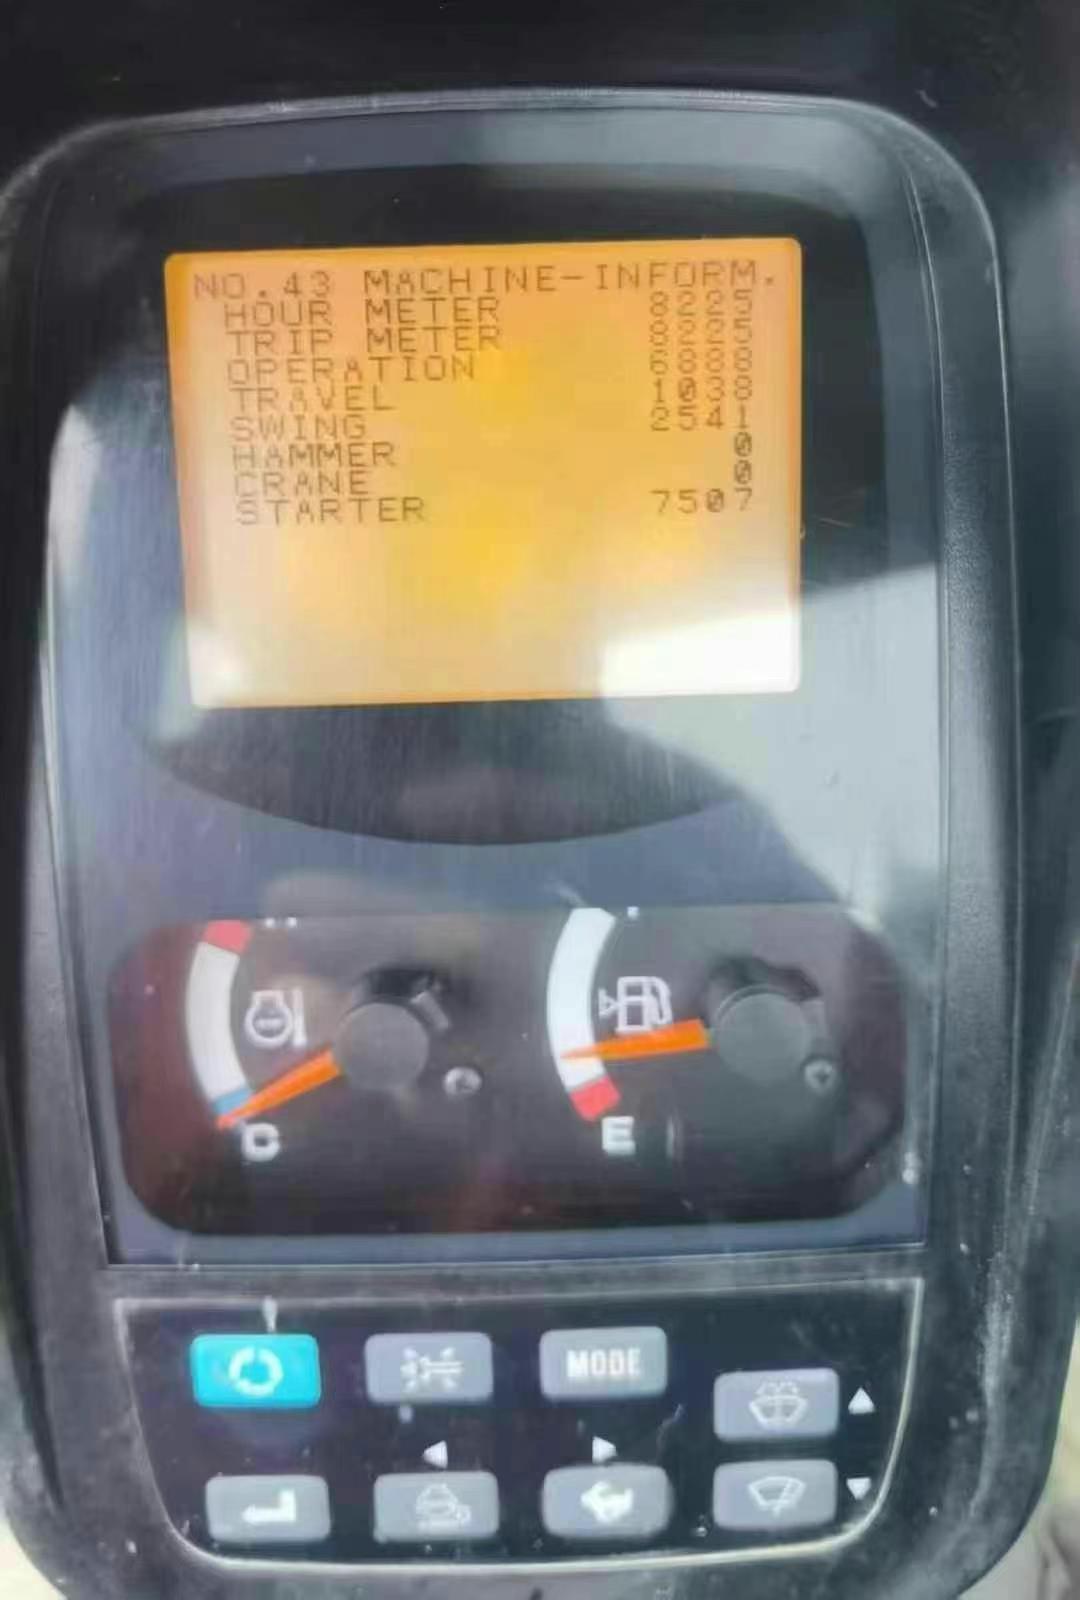 NO.43 MACHINE-INFORM.
HOUR METER 8225
TRIP METER 8225
OPERATION 6888
TRAVEL 1038
SWING 2541
HAMMER 0
CRANE 0
STARTER 7507
C
E
MODE